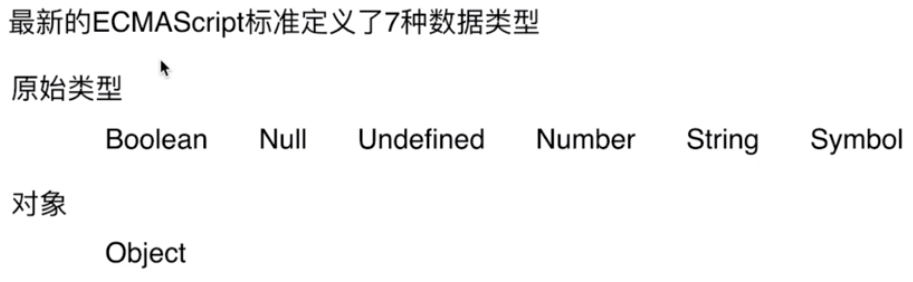 最新的ECMAScript标准定义了7种数据类型
原始类型
Boolean Null Undefined Number String Symbol
对象
Object